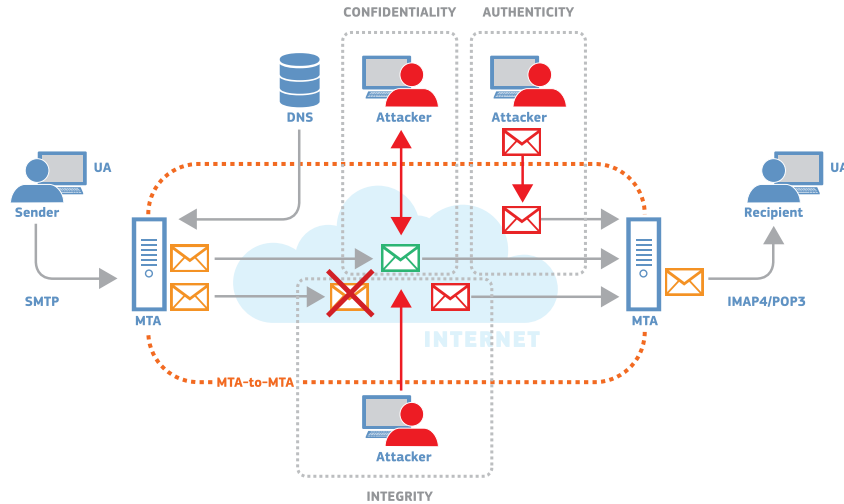 CONFIDENTIALITY
AUTHENTICITY
DNS
Attacker
Attacker
UA
UA
Sender
Recipient
SMTP
MTA
MTA
IMAP4/POP3
INTERNET
MTA-to-MTA
Attacker
INTEGRITY